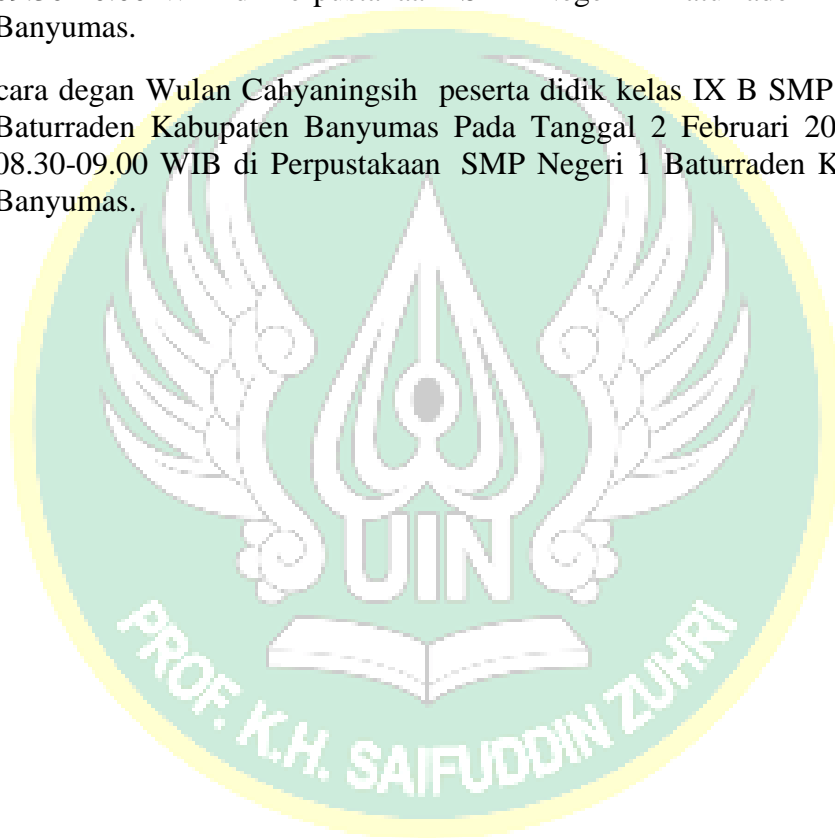 Banyumas.
cara degan Wulan Cahyaningsih peserta didik kelas IX B SMP
Baturraden Kabupaten Banyumas Pada Tanggal 2 Februari 20
08.30-09.00 WIB di Perpustakaan SMP Negeri 1 Baturraden K
Banyumas.
UIN
PROF. K.H. SAIFUDDIN ZUHRI